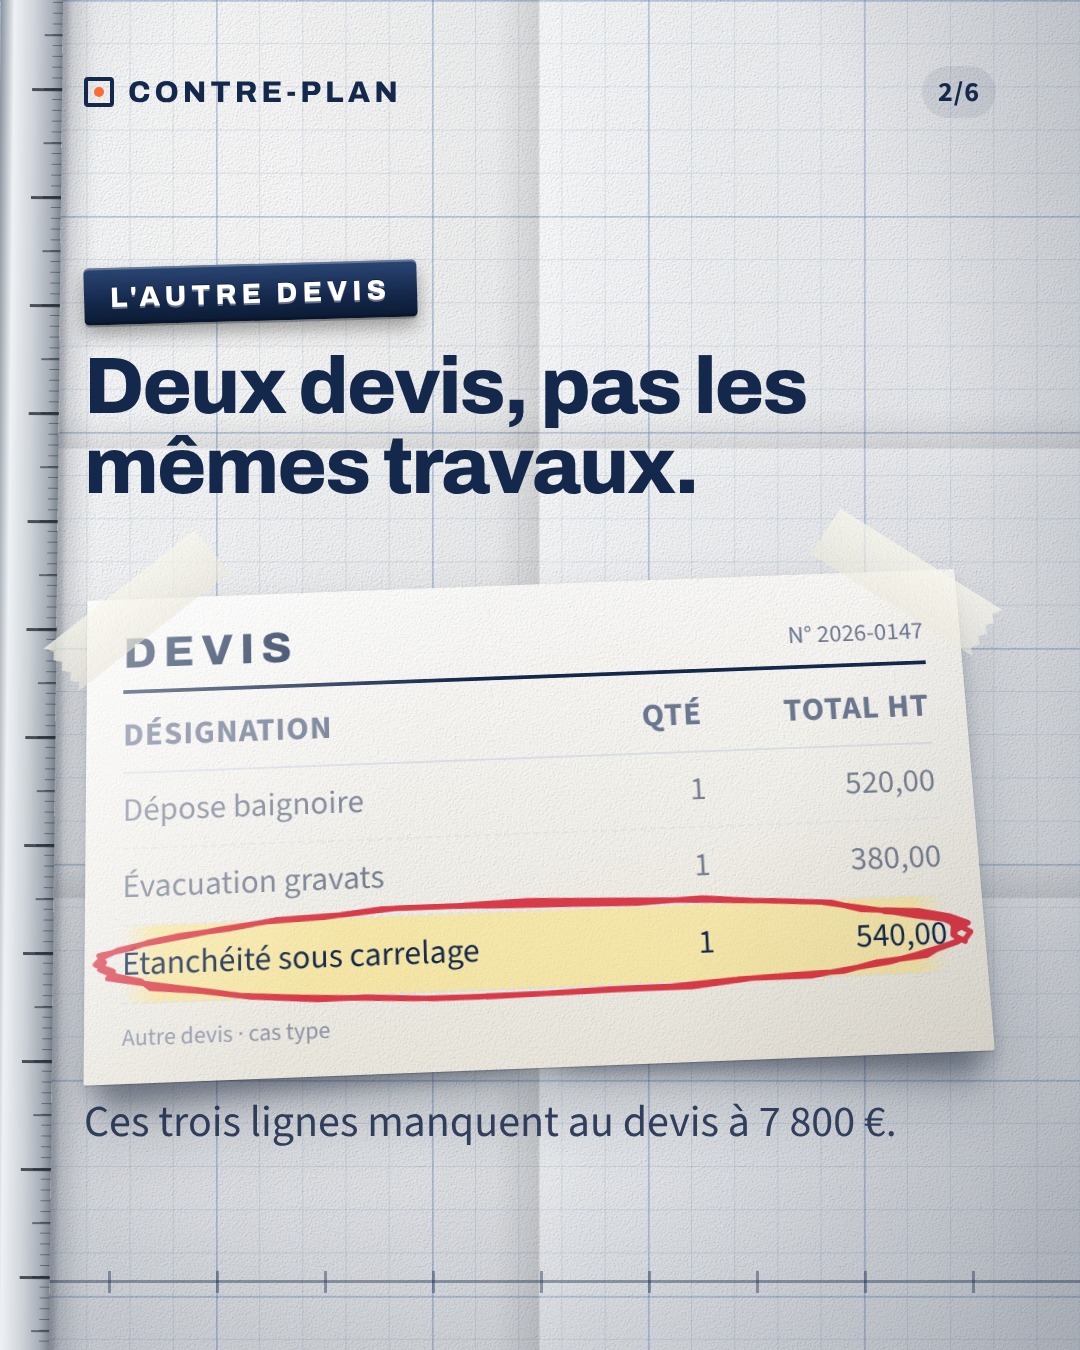 CONTRE-PLAN
2/6
L'AUTRE DEVIS
Deux devis, pas les
mêmes travaux.
DEVIS
N° 2026-0147
DÉSIGNATION QTÉ TOTAL HT
Dépose baignoire 1 520,00
Évacuation gravats 1 380,00
Étanchéité sous carrelage 1 540,00
Autre devis · cas type
Ces trois lignes manquent au devis à 7 800 €.